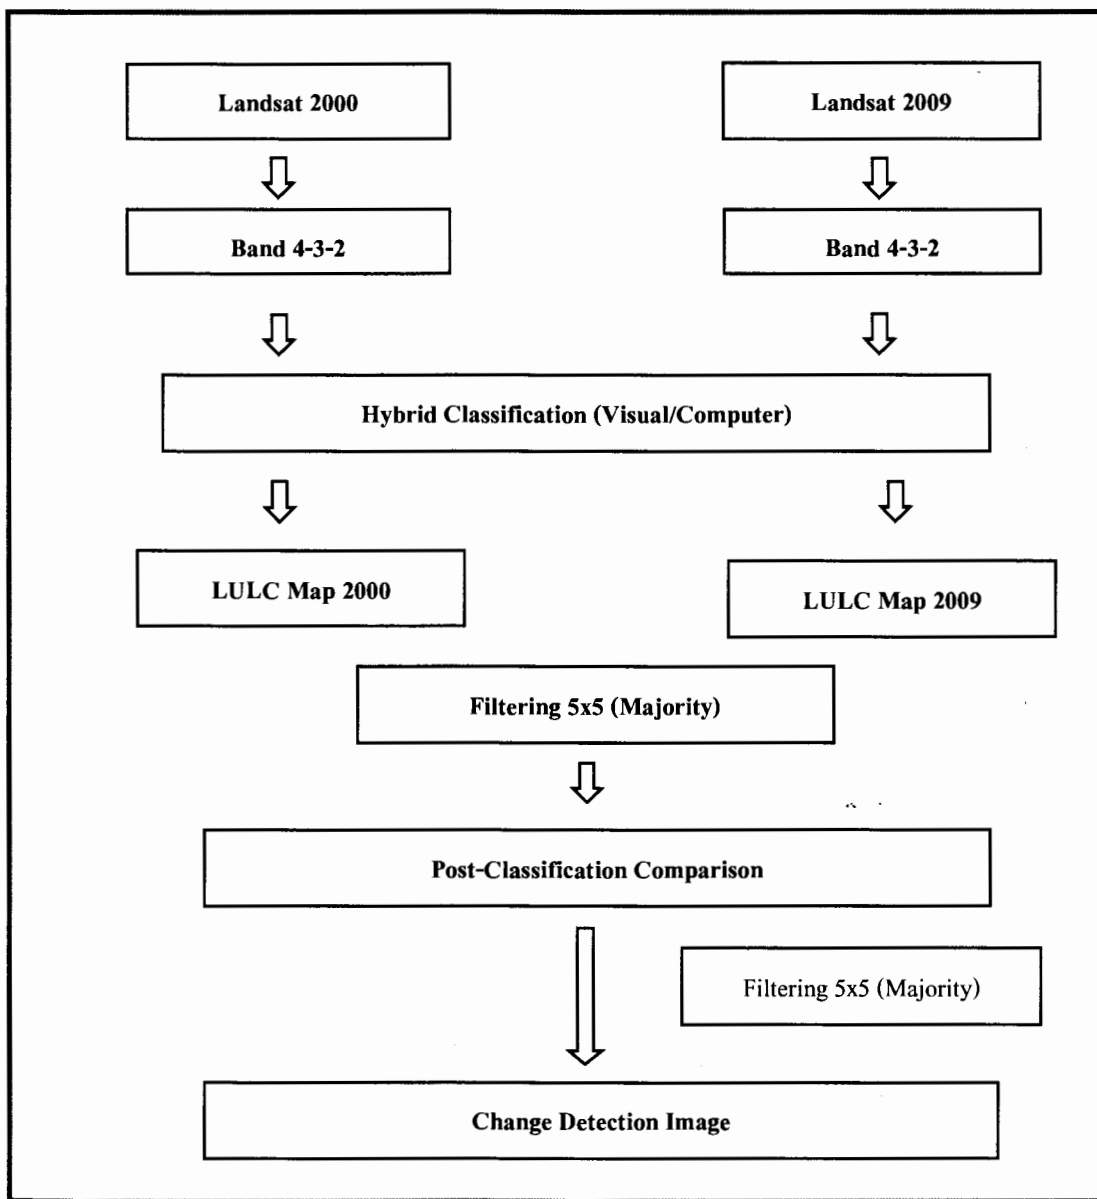 Landsat 2000
Landsat 2009
Band 4-3-2
Band 4-3-2
Hybrid Classification (Visual/Computer)
LULC Map 2000
LULC Map 2009
Filtering 5x5 (Majority)
Post-Classification Comparison
Filtering 5x5 (Majority)
Change Detection Image